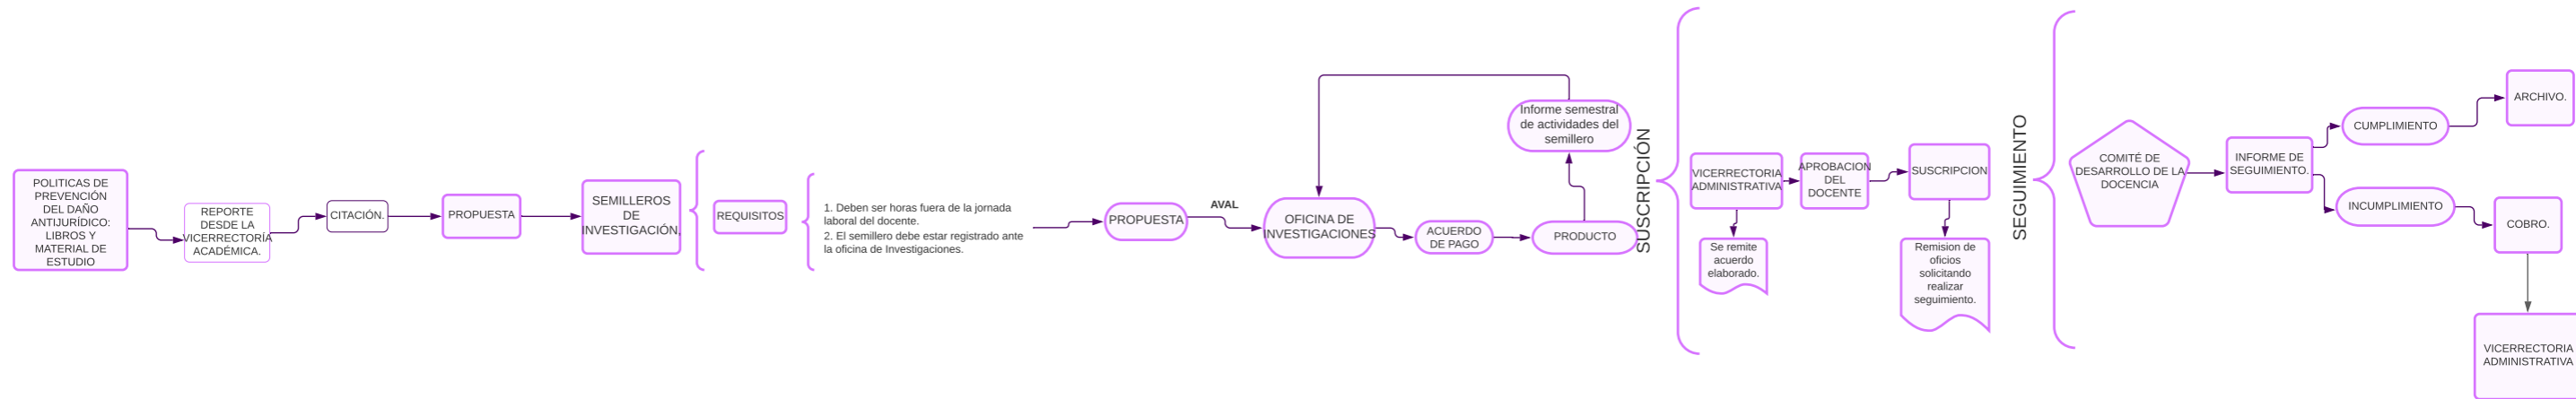 POLITICAS DE
PREVENCIÓN
DEL DAÑO
ANTIJURÍDICO:
LIBROS Y
MATERIAL DE
ESTUDIO
REPORTE
DESDE LA
VICERRECTORÍA
ACADÉMICA.
CITACIÓN.
PROPUESTA
SEMILLEROS
DE
INVESTIGACIÓN.
REQUISITOS
1. Deben ser horas fuera de la jornada
laboral del docente.
2. El semillero debe estar registrado ante
la oficina de Investigaciones.
PROPUESTA
AVAL
OFICINA DE
INVESTIGACIONES
ACUERDO
DE PAGO
PRODUCTO
Informe semestral
de actividades del
semillero
SUSCRIPCIÓN
VICERRECTORIA
ADMINISTRATIVA
Se remite
acuerdo
elaborado.
APROBACION
DEL
DOCENTE
SUSCRIPCION
Remision de
oficios
solicitando
realizar
seguimiento.
SEGUIMIENTO
COMITÉ DE
DESARROLLO DE LA
DOCENCIA
INFORME DE
SEGUIMIENTO.
CUMPLIMIENTO
ARCHIVO.
INCUMPLIMIENTO
COBRO.
VICERRECTORIA
ADMINISTRATIVA